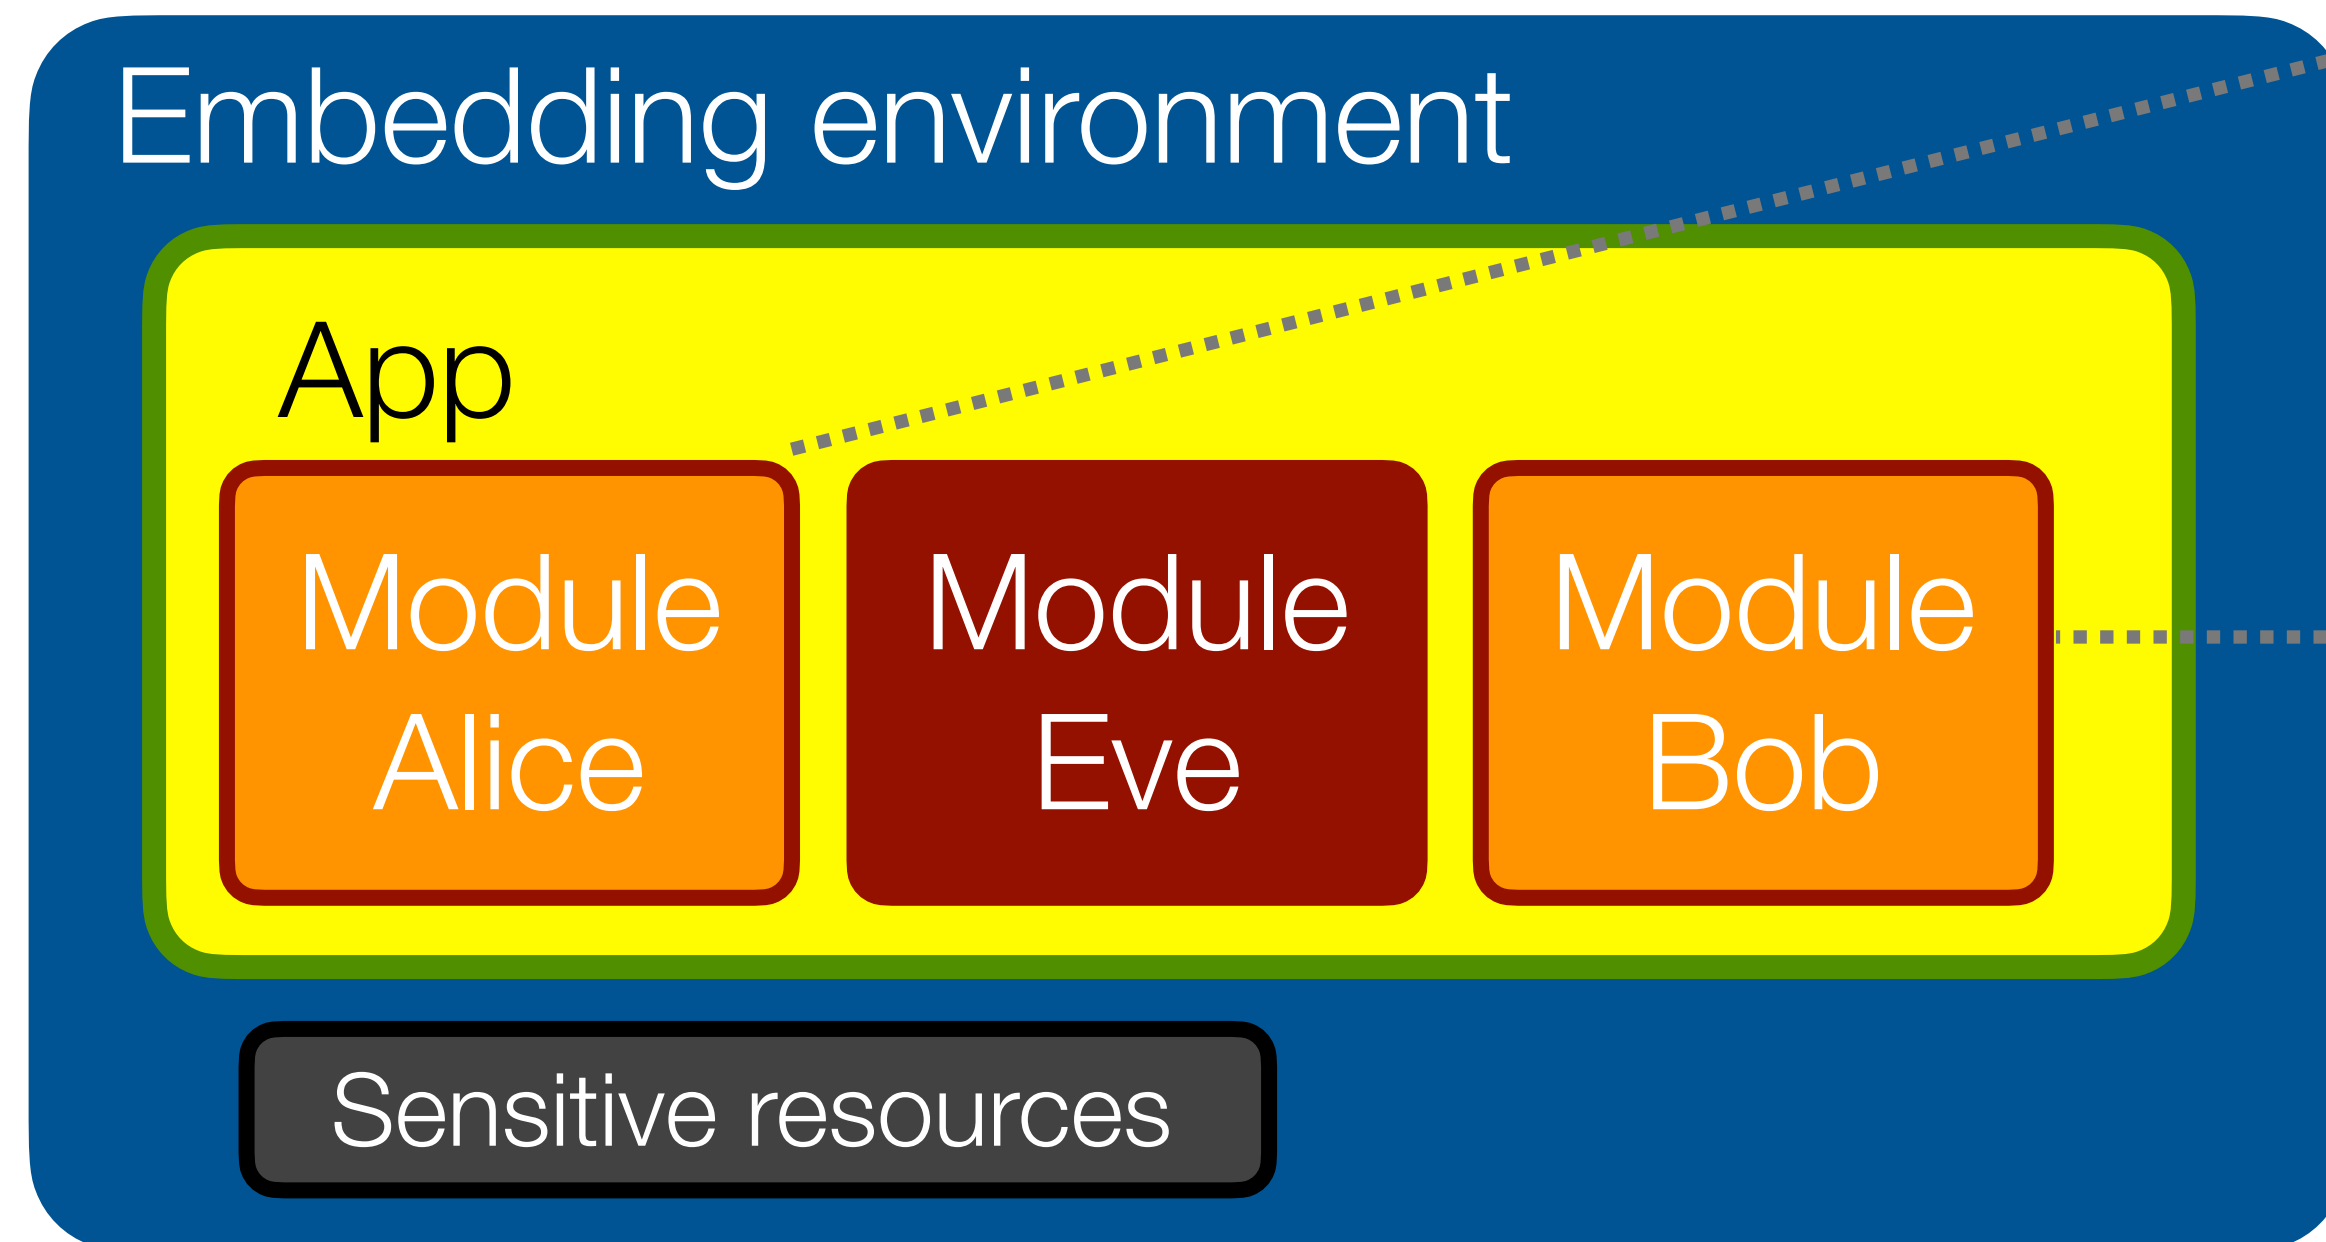 Embedding environment
App
Module
Alice
Module
Eve
Module
Bob
Sensitive resources